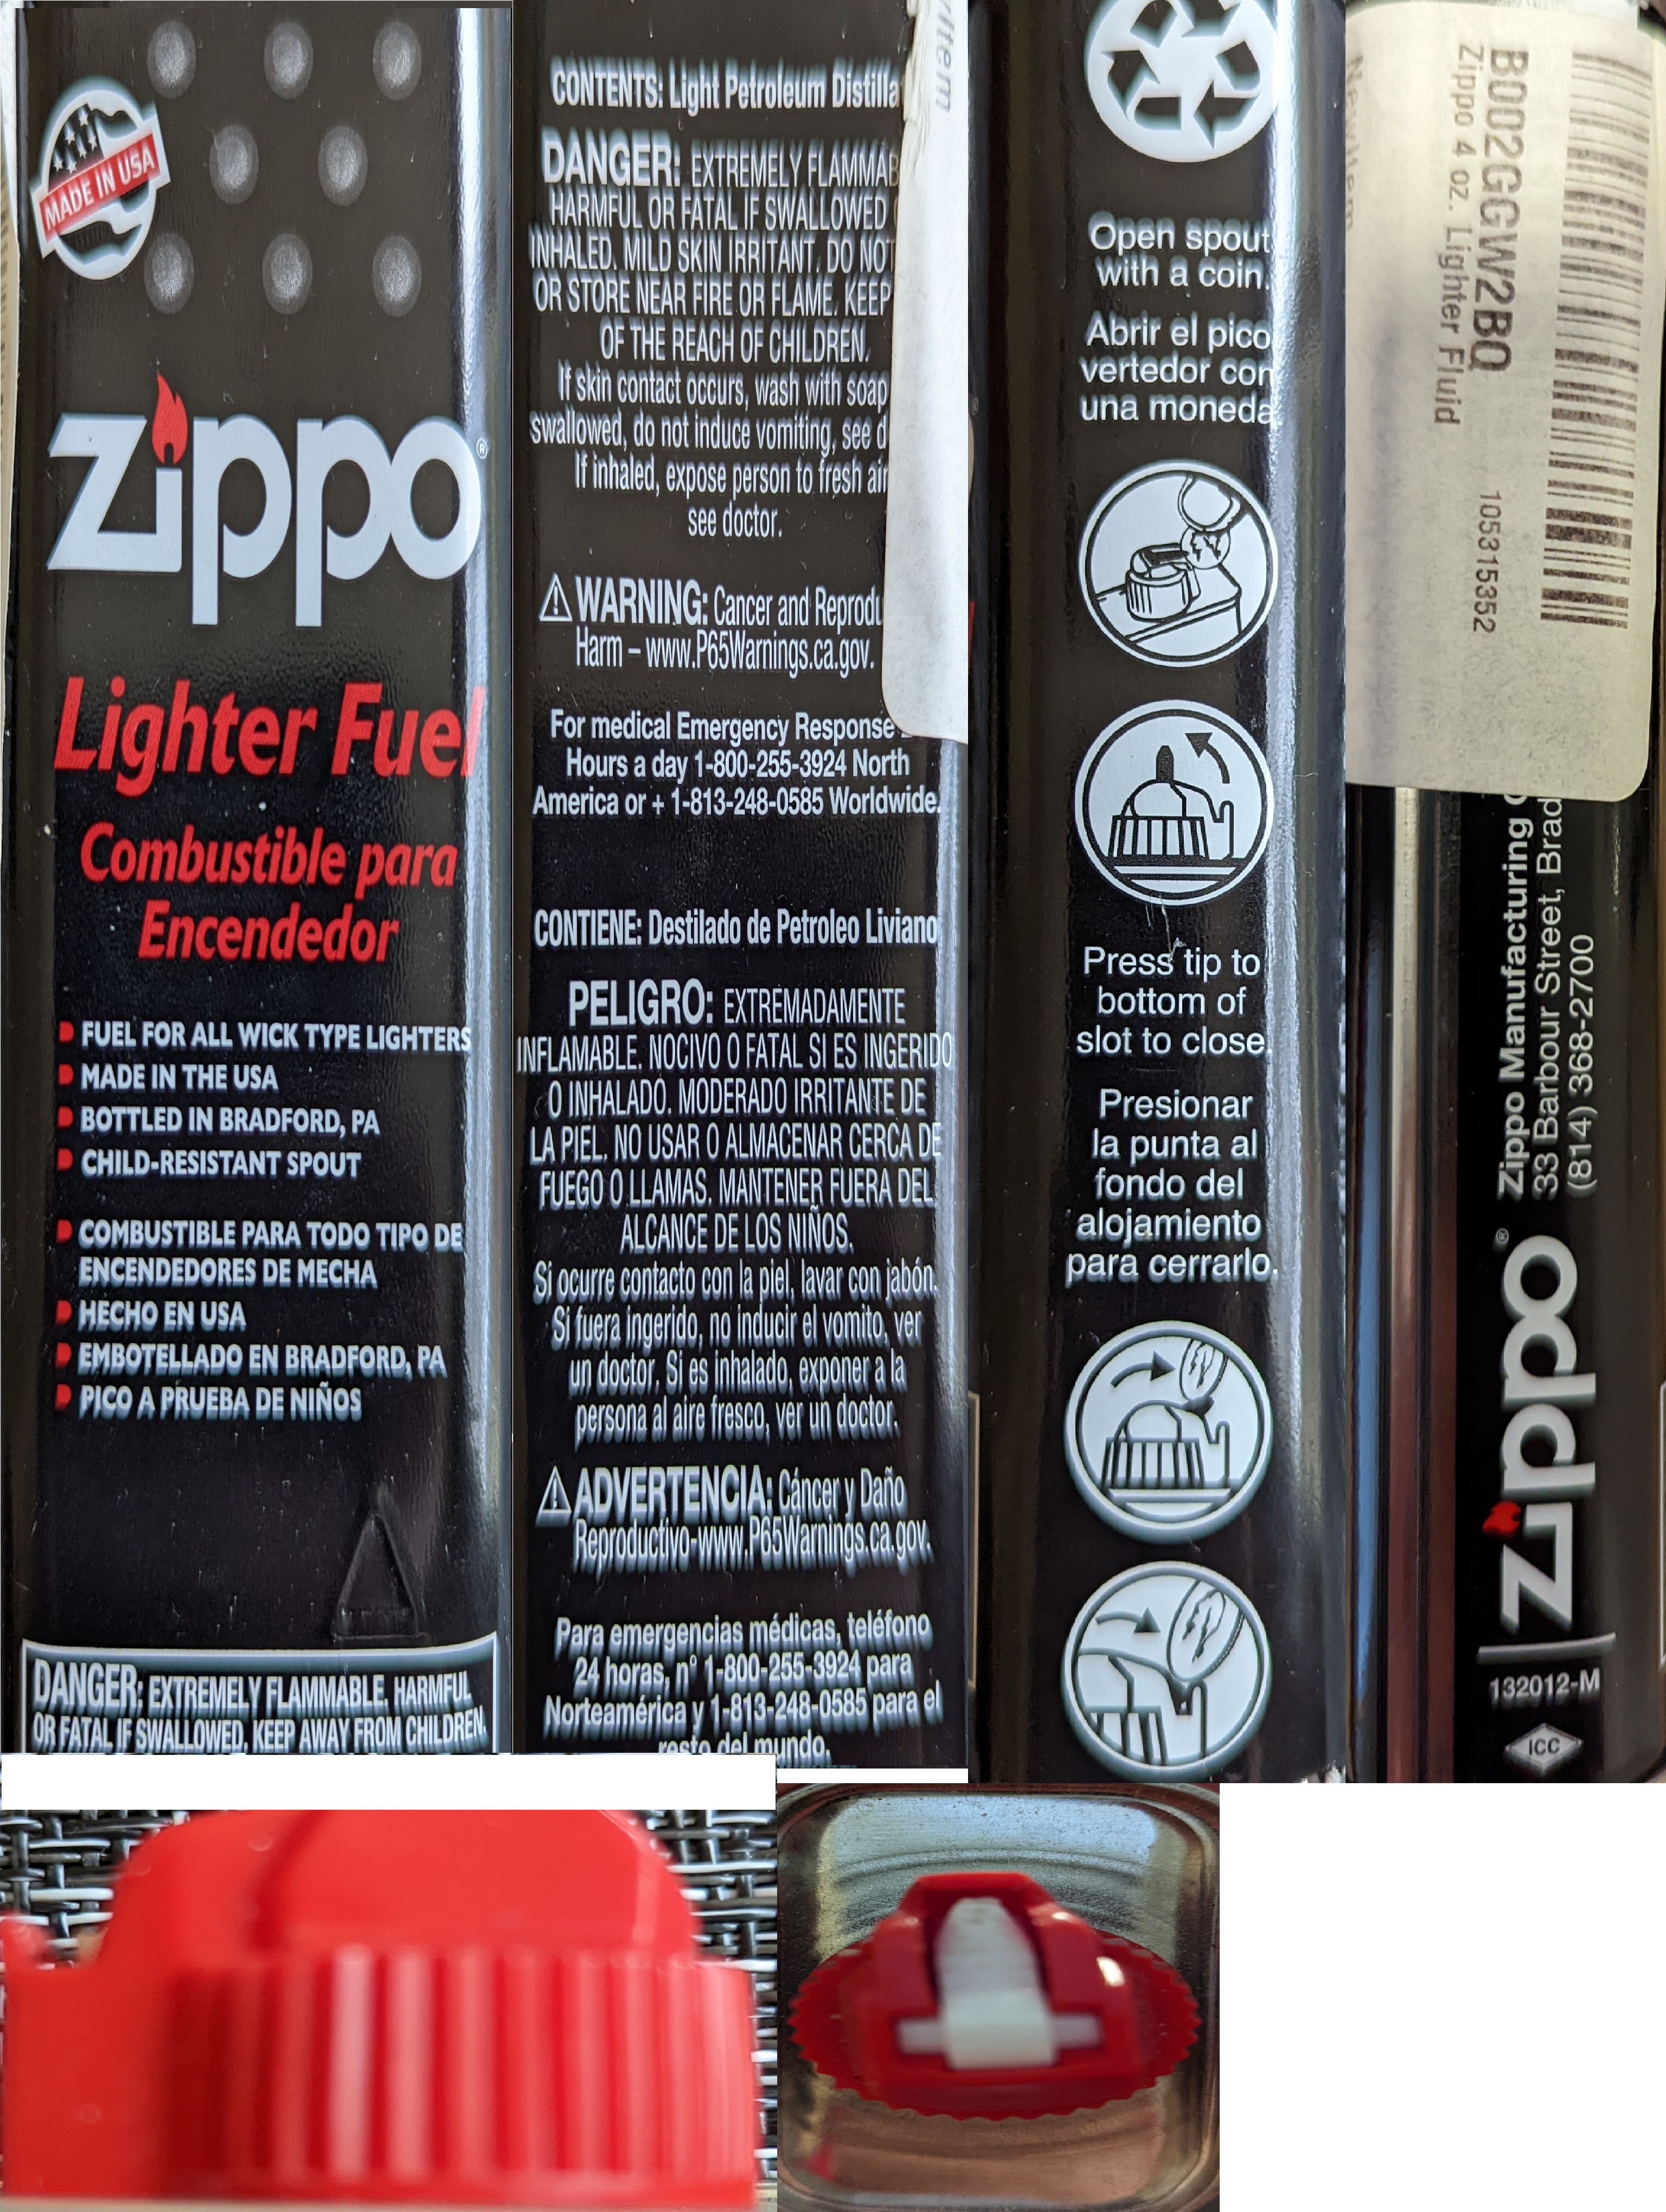 MADE IN USA
zippo®
Lighter Fuel
Combustible para
Encendedor
FUEL FOR ALL WICK TYPE LIGHTERS
MADE IN THE USA
BOTTLED IN BRADFORD, PA
CHILD-RESISTANT SPOUT
COMBUSTIBLE PARA TODO TIPO DE
ENCENDEDORES DE MECHA
HECHO EN USA
EMBOTELLADO EN BRADFORD, PA
PICO A PRUEBA DE NIÑOS
DANGER: EXTREMELY FLAMMABLE. HARMFUL
OR FATAL IF SWALLOWED. KEEP AWAY FROM CHILDREN.
CONTENTS: Light Petroleum Distilla
DANGER: EXTREMELY FLAMMAB
HARMFUL OR FATAL IF SWALLOWED
INHALED. MILD SKIN IRRITANT. DO NOT
OR STORE NEAR FIRE OR FLAME. KEEP
OF THE REACH OF CHILDREN.
If skin contact occurs, wash with soap
swallowed, do not induce vomiting, see d
If inhaled, expose person to fresh air
see doctor.
⚠ WARNING: Cancer and Reprodu
Harm – www.P65Warnings.ca.gov.
For medical Emergency Response
Hours a day 1-800-255-3924 North
America or + 1-813-248-0585 Worldwide.
CONTIENE: Destilado de Petroleo Liviano
PELIGRO: EXTREMADAMENTE
INFLAMABLE. NOCIVO O FATAL SI ES INGERIDO
O INHALADO. MODERADO IRRITANTE DE
LA PIEL. NO USAR O ALMACENAR CERCA DE
FUEGO O LLAMAS. MANTENER FUERA DEL
ALCANCE DE LOS NIÑOS.
Si ocurre contacto con la piel, lavar con jabón.
Si fuera ingerido, no inducir el vomito, ver
un doctor. Si es inhalado, exponer a la
persona al aire fresco, ver un doctor.
⚠ ADVERTENCIA: Cáncer y Daño
Reproductivo-www.P65Warnings.ca.gov.
Para emergencias médicas, teléfono
24 horas, nº 1-800-255-3924 para
Norteamérica y 1-813-248-0585 para el
resto del mundo.
Open spout
with a coin.
Abrir el pico
vertedor con
una moneda
Press tip to
bottom of
slot to close.
Presionar
la punta al
fondo del
alojamiento
para cerrarlo.
B002GGW2BQ
Zippo 4 oz. Lighter Fluid
105315352
Zippo Manufacturing
33 Barbour Street, Brad
(814) 368-2700
zippo®
132012-M
ICC